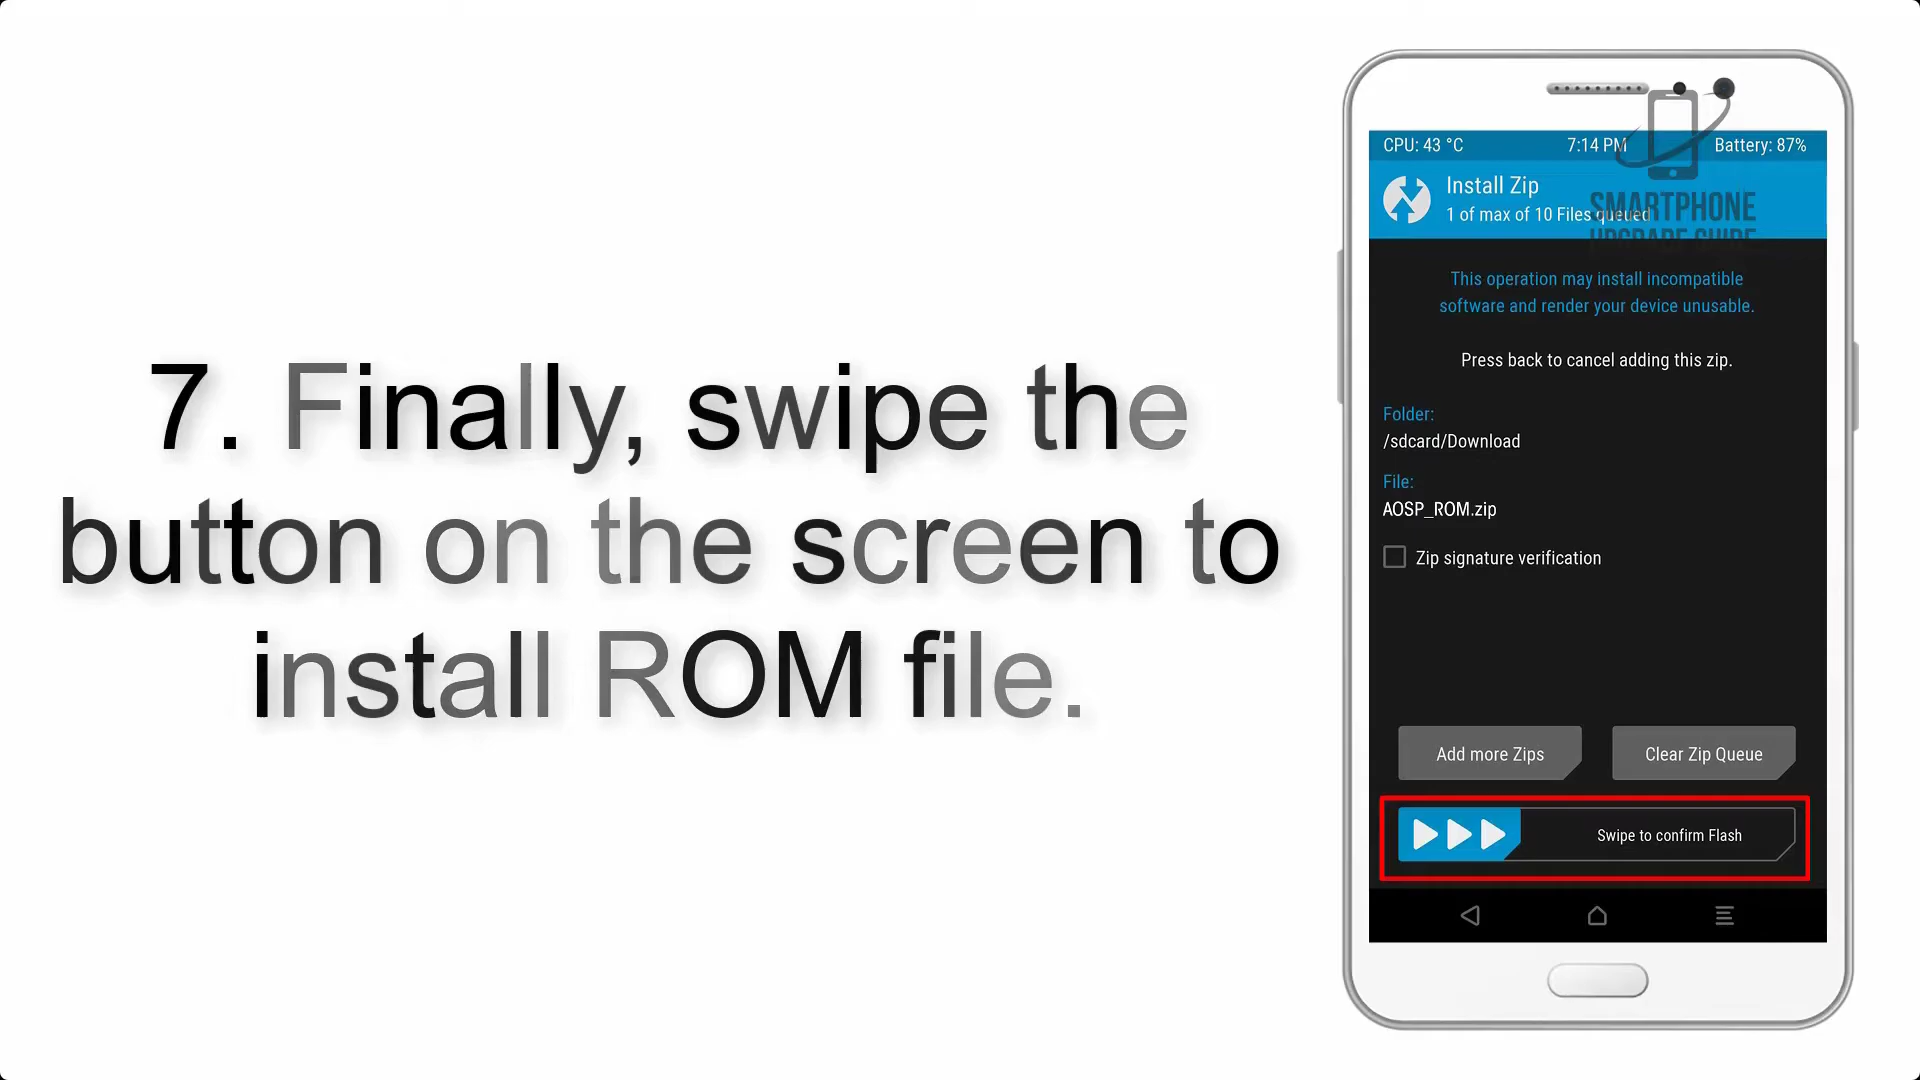 7. Finally, swipe the
button on the screen to
install ROM file.
CPU: 43 °C 7:14 PM Battery: 87%
Install Zip
1 of max of 10 Files queued
SMARTPHONE
UPGRADE GUIDE
This operation may install incompatible
software and render your device unusable.
Press back to cancel adding this zip.
Folder:
/sdcard/Download
File:
AOSP_ROM.zip
Zip signature verification
Add more Zips Clear Zip Queue
Swipe to confirm Flash